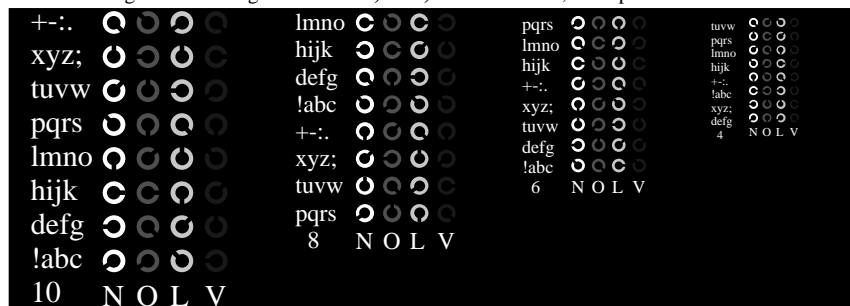 +-:.
xyz;
tuvw
pqrs
lmno
hijk
defg
!abc
10 N O L V
lmno
hijk
defg
!abc
+-:.
xyz;
tuvw
pqrs
8 N O L V
pqrs
lmno
hijk
+-:.
xyz;
tuvw
defg
!abc
6 N O L V
tuvw
pqrs
lmno
hijk
+-:.
!abc
xyz;
defg
4 N O L V